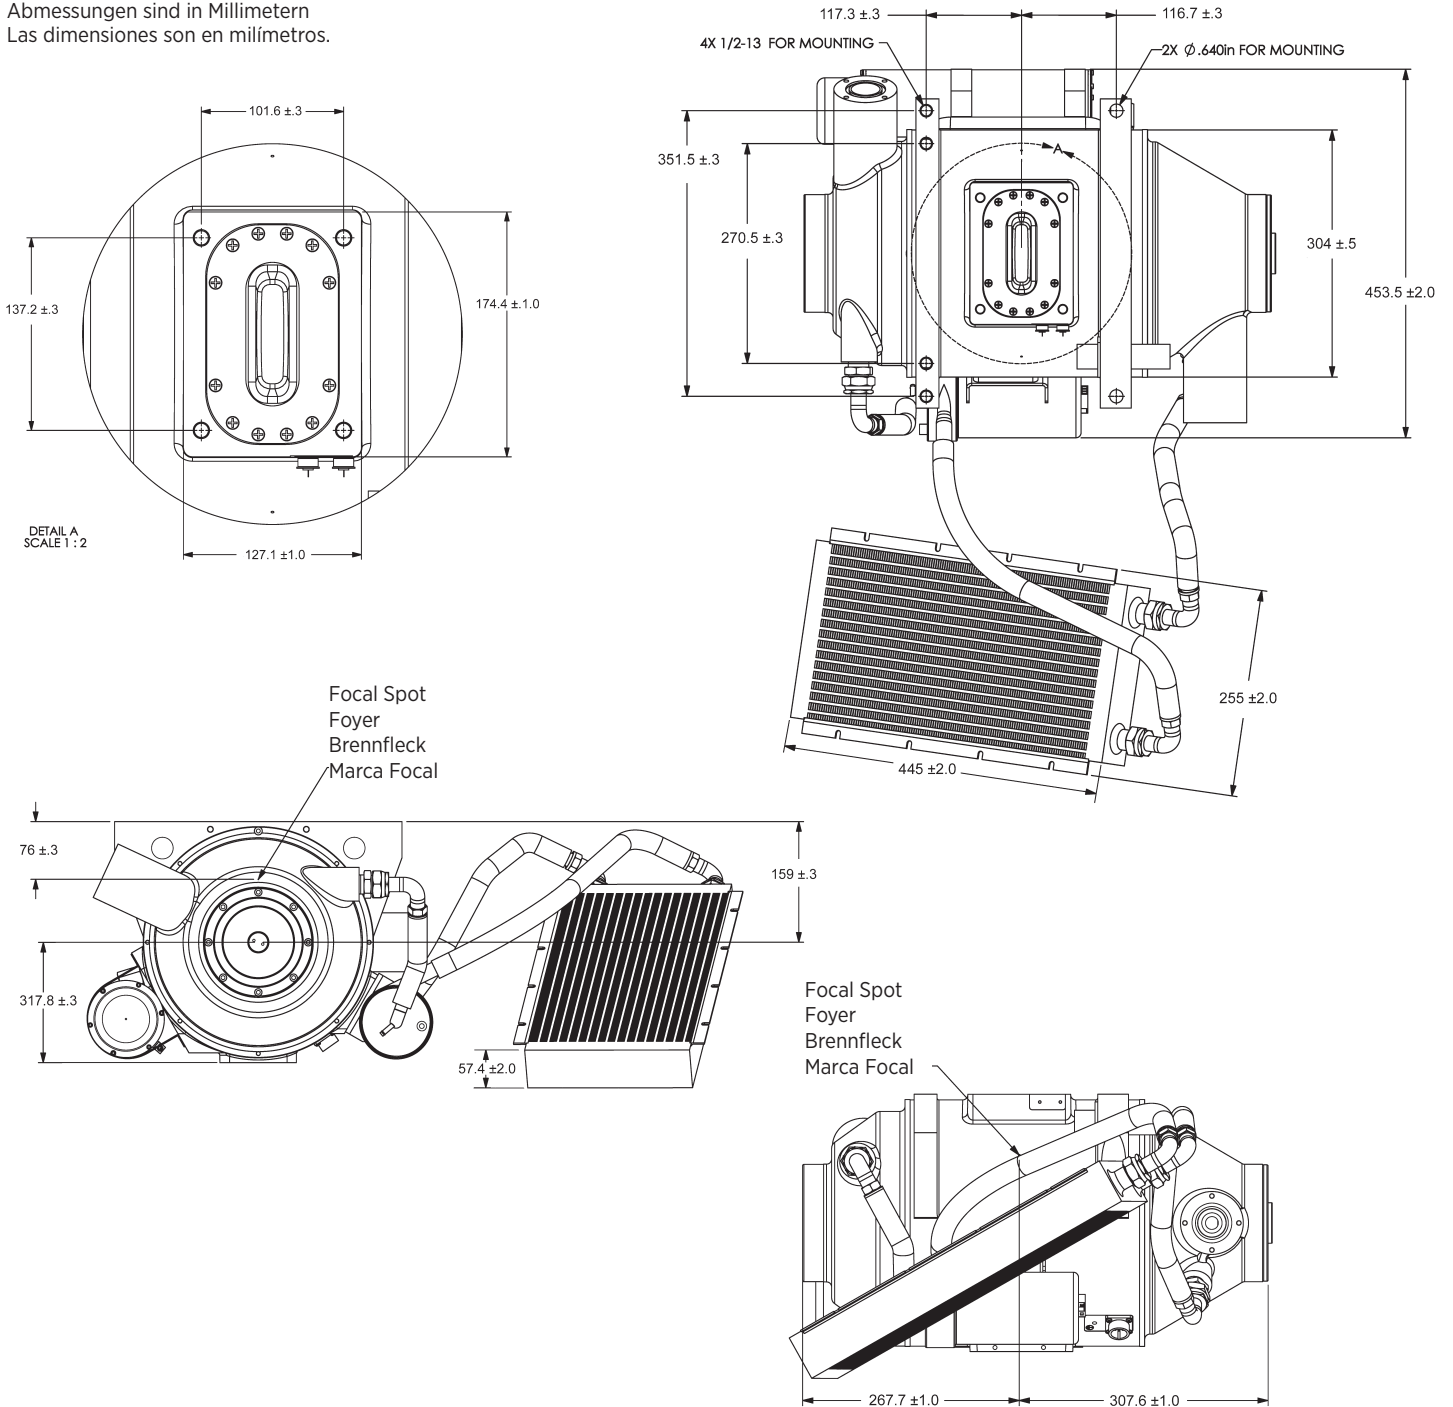 Abmessungen sind in Millimetern
Las dimensiones son en milímetros.
117.3 ±.3
116.7 ±.3
4X 1/2-13 FOR MOUNTING
2X Ø.640in FOR MOUNTING
101.6 ±.3
351.5 ±.3
A
270.5 ±.3
304 ±.5
137.2 ±.3
174.4 ±.1.0
453.5 ±2.0
DETAIL A
SCALE 1 : 2
127.1 ±1.0
255 ±2.0
445 ±2.0
Focal Spot
Foyer
Brennfleck
Marca Focal
76 ±.3
159 ±.3
317.8 ±.3
57.4 ±2.0
Focal Spot
Foyer
Brennfleck
Marca Focal
267.7 ±1.0
307.6 ±1.0